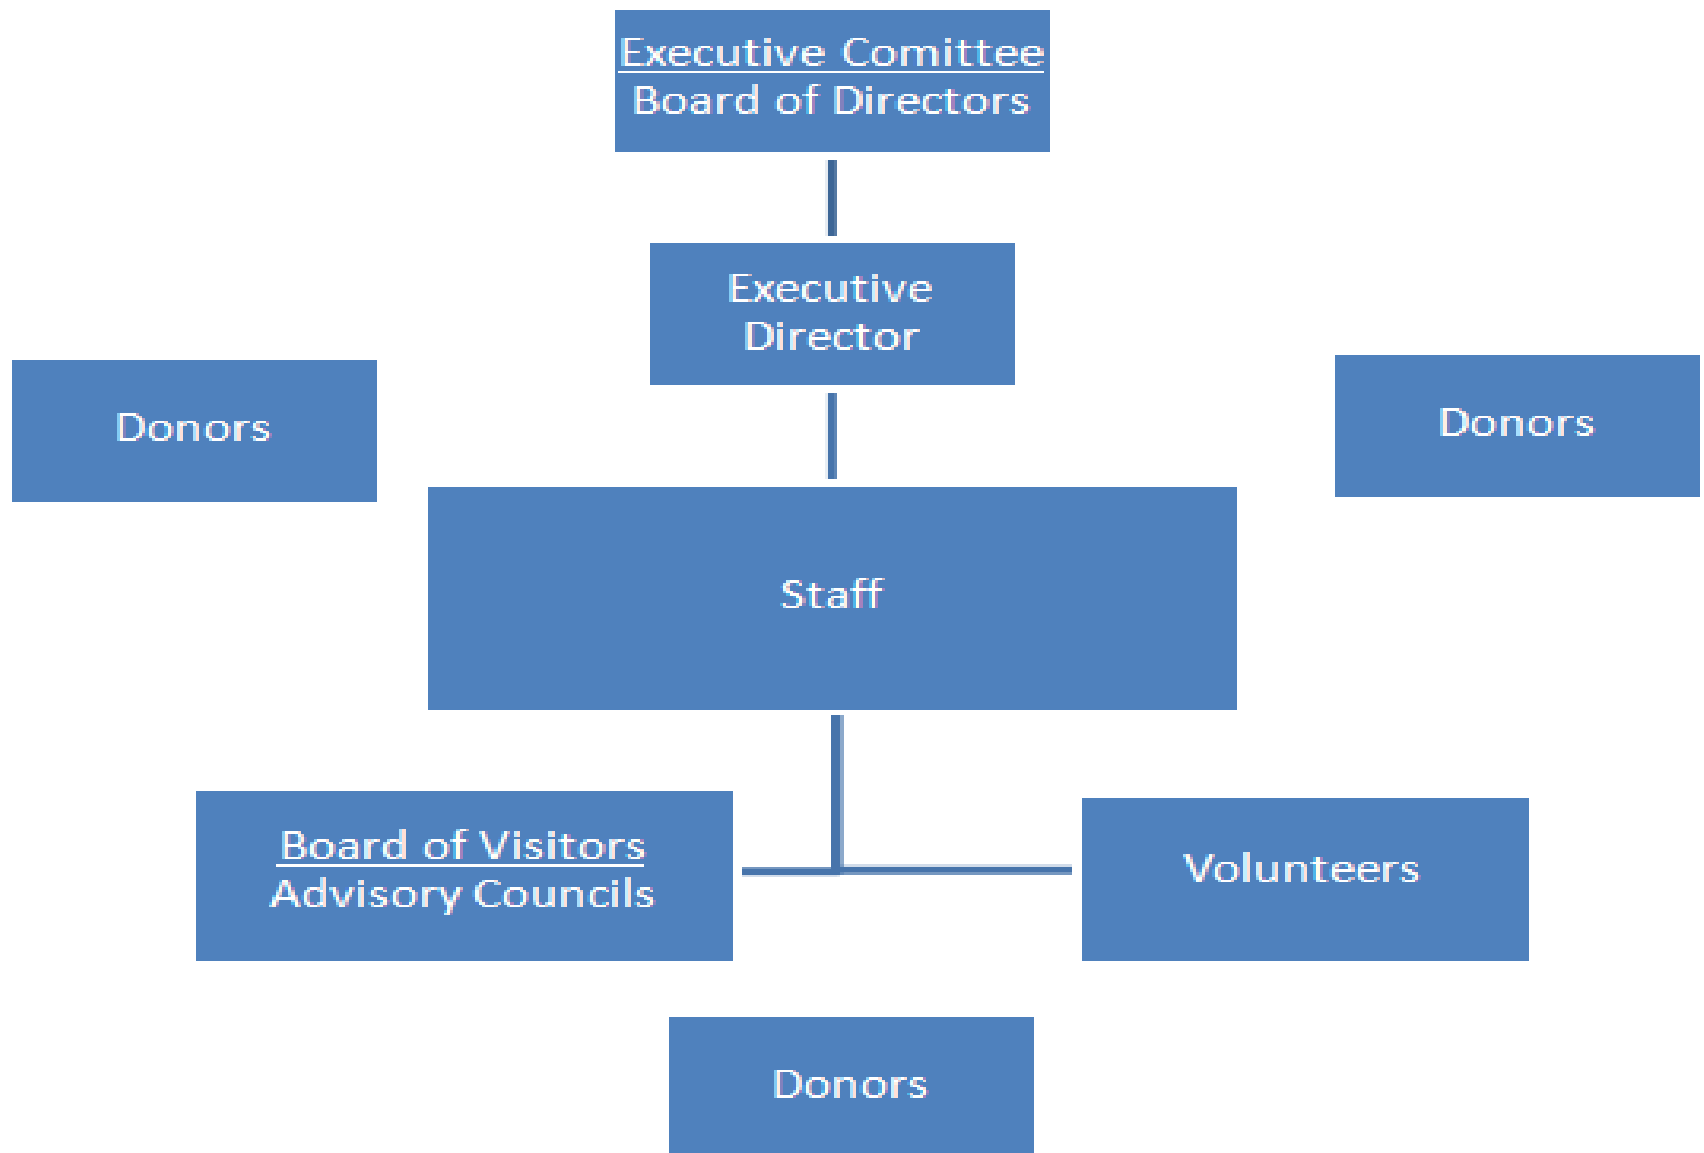 Executive Comittee
Board of Directors
Executive
Director
Donors
Donors
Staff
Board of Visitors
Advisory Councils
Volunteers
Donors